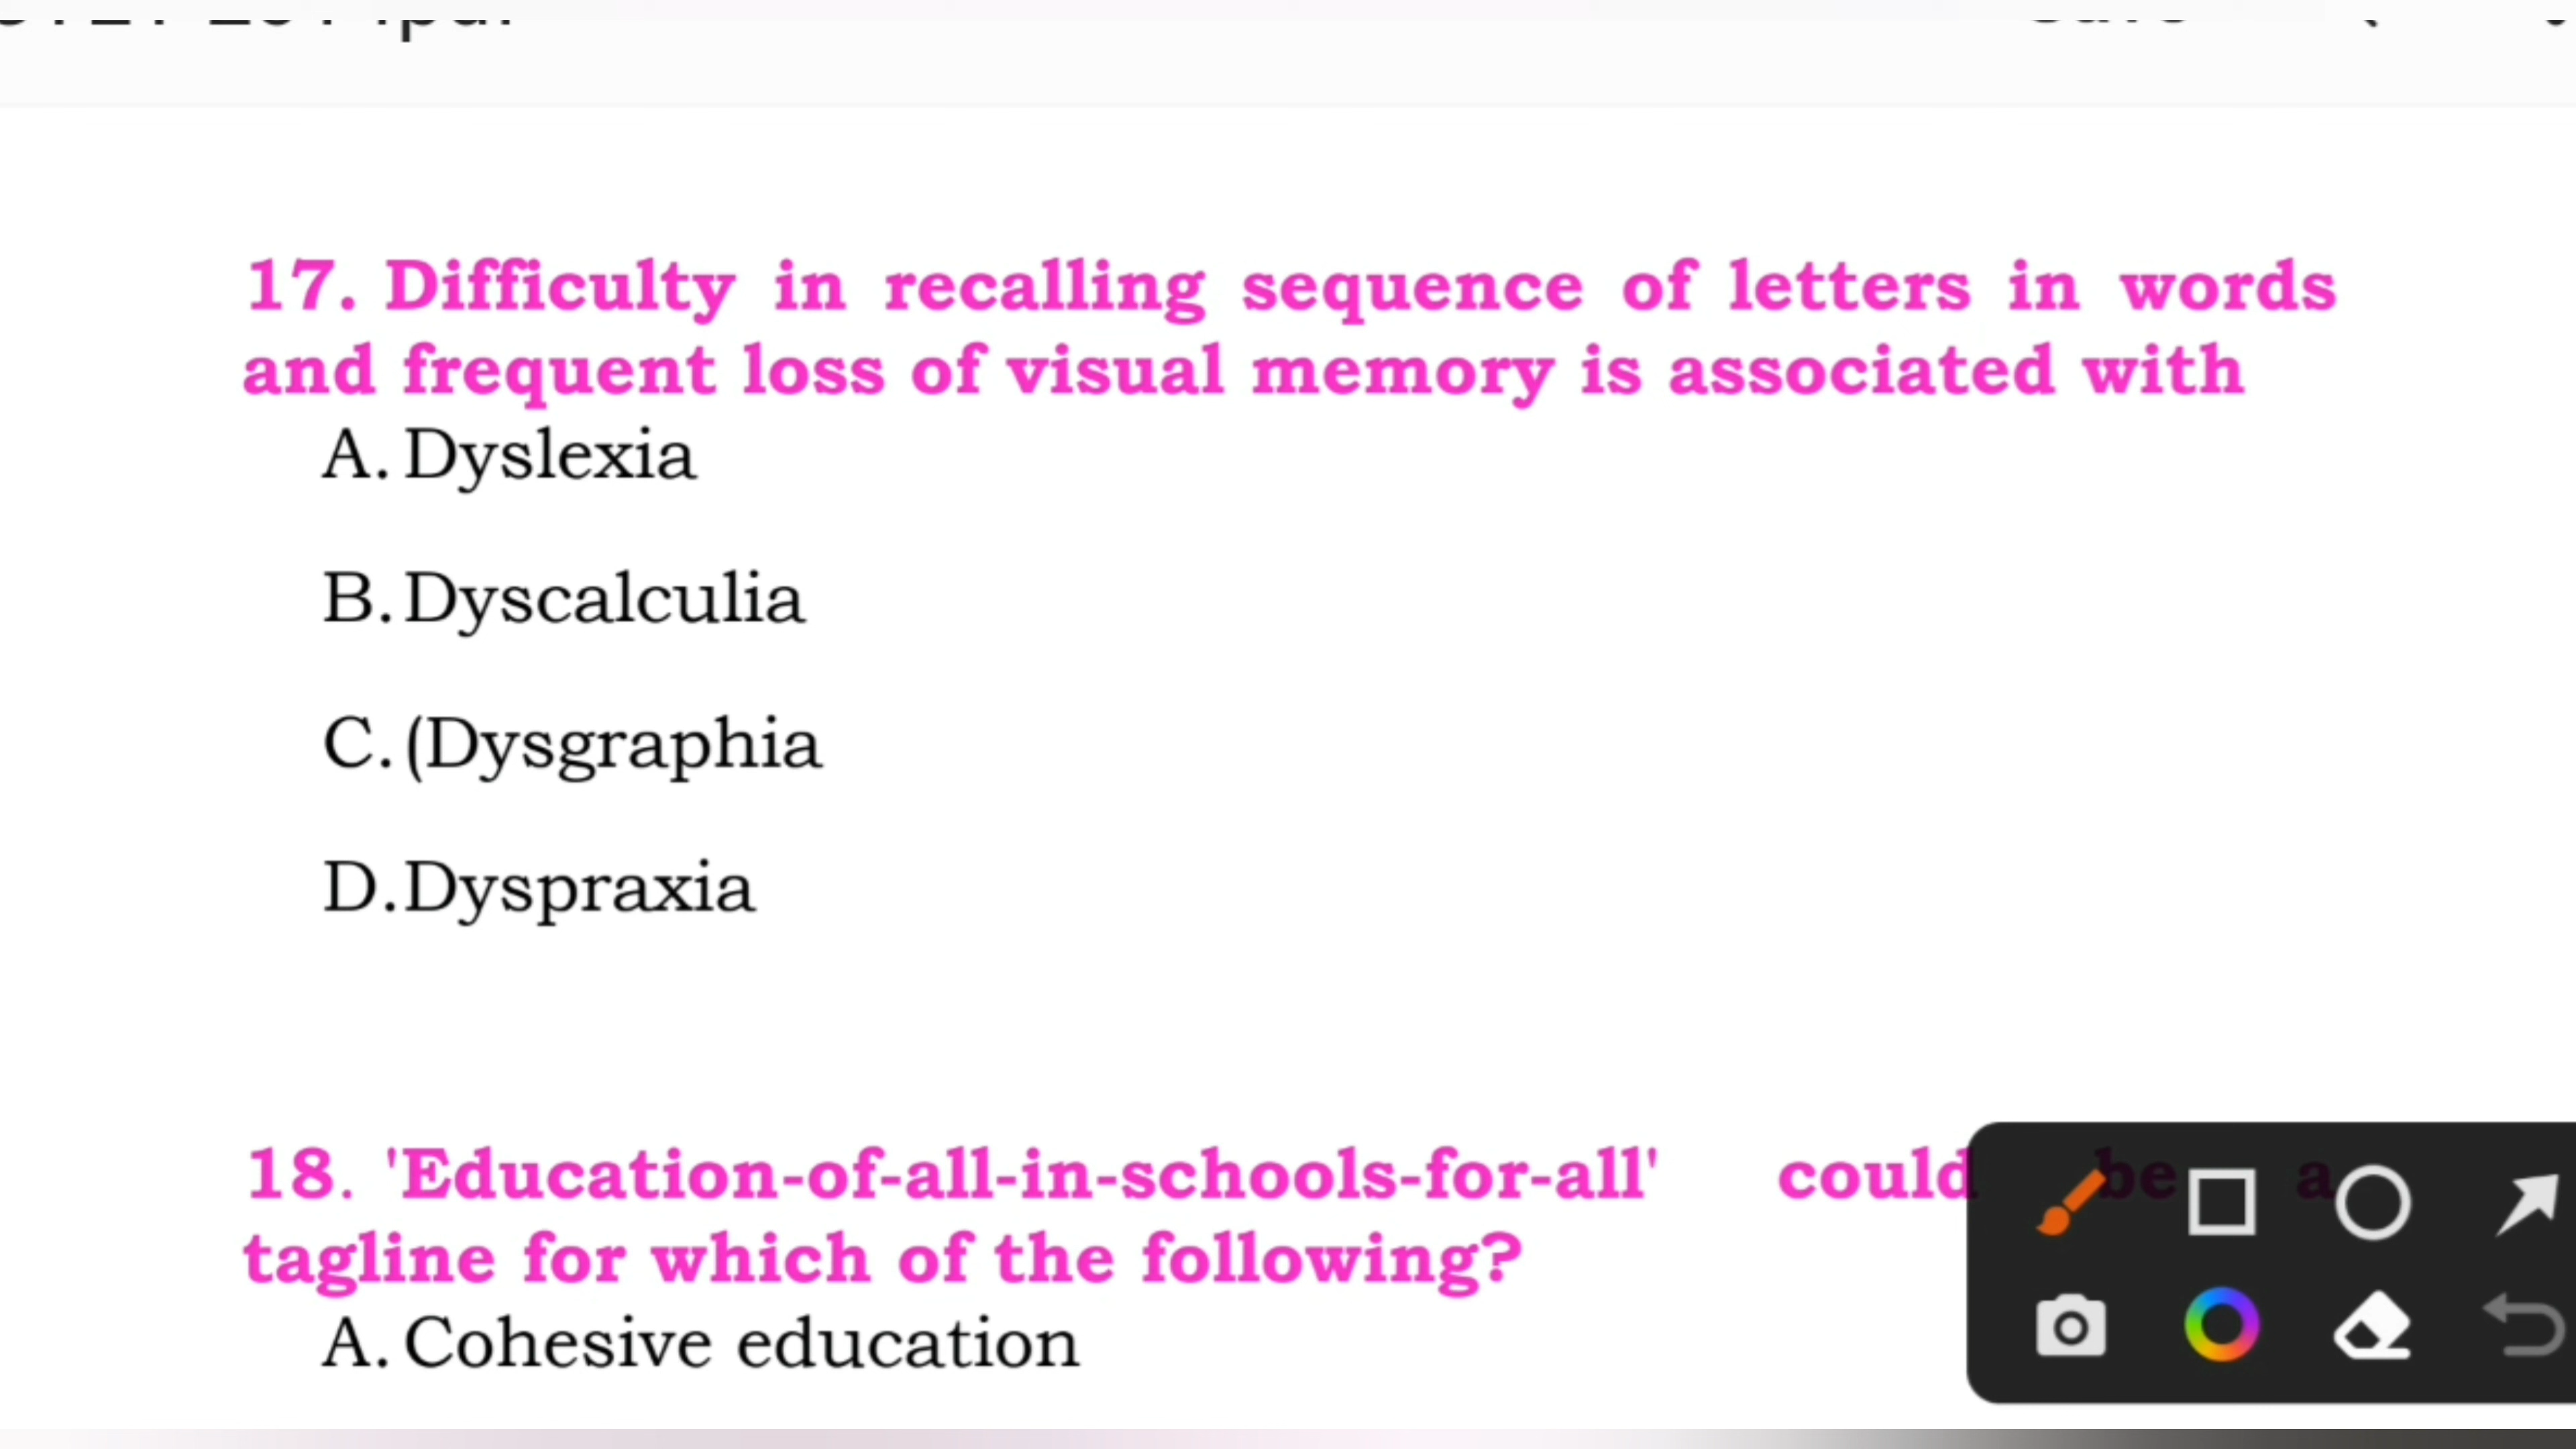 17. Difficulty in recalling sequence of letters in words
and frequent loss of visual memory is associated with
A. Dyslexia
B. Dyscalculia
C. (Dysgraphia
D. Dyspraxia
18. 'Education-of-all-in-schools-for-all' could be a
tagline for which of the following?
A. Cohesive education